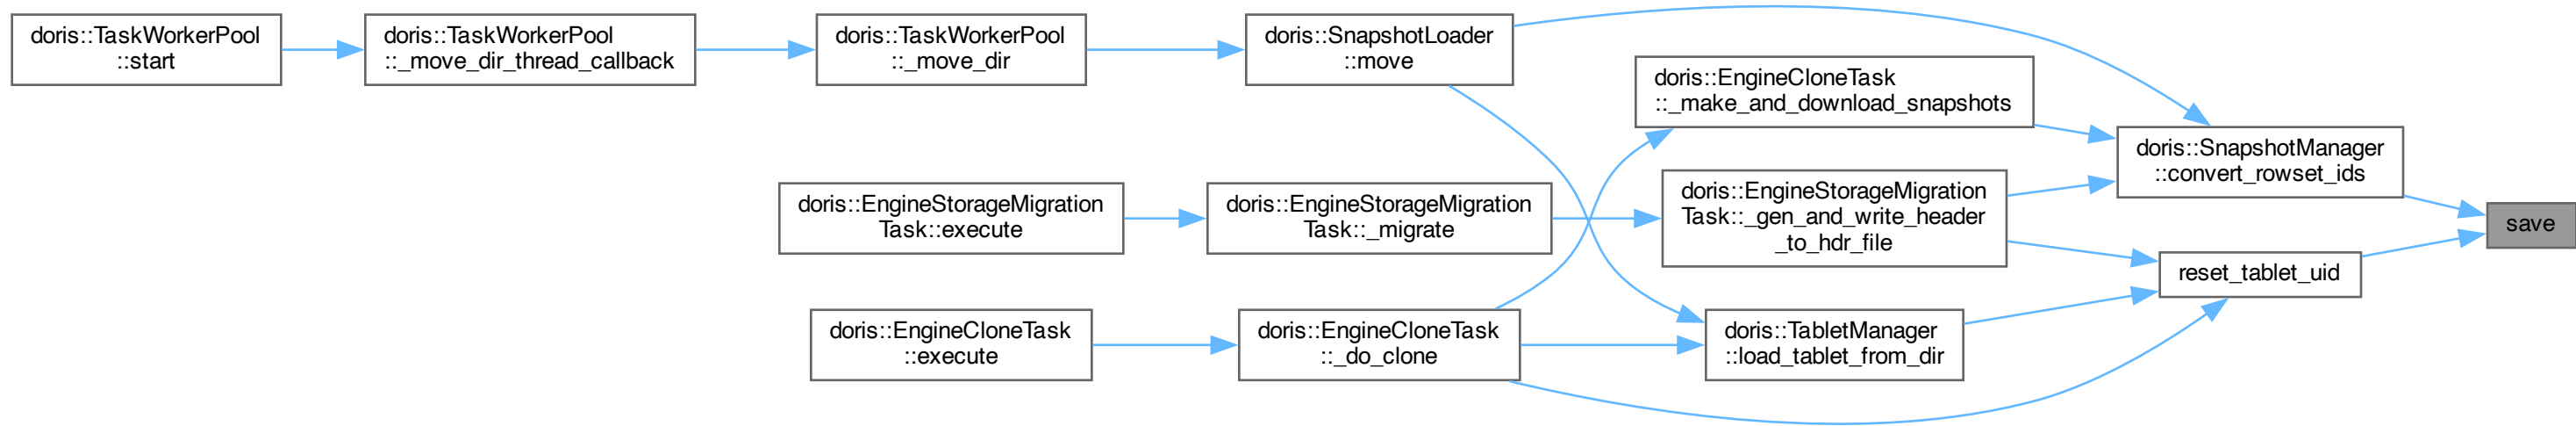 doris::TaskWorkerPool
::start
doris::TaskWorkerPool
::_move_dir_thread_callback
doris::TaskWorkerPool
::_move_dir
doris::SnapshotLoader
::move
doris::EngineCloneTask
::_make_and_download_snapshots
doris::SnapshotManager
::convert_rowset_ids
doris::EngineStorageMigration
Task::execute
doris::EngineStorageMigration
Task::_migrate
doris::EngineStorageMigration
Task::_gen_and_write_header
_to_hdr_file
save
reset_tablet_uid
doris::EngineCloneTask
::execute
doris::EngineCloneTask
::_do_clone
doris::TabletManager
::load_tablet_from_dir